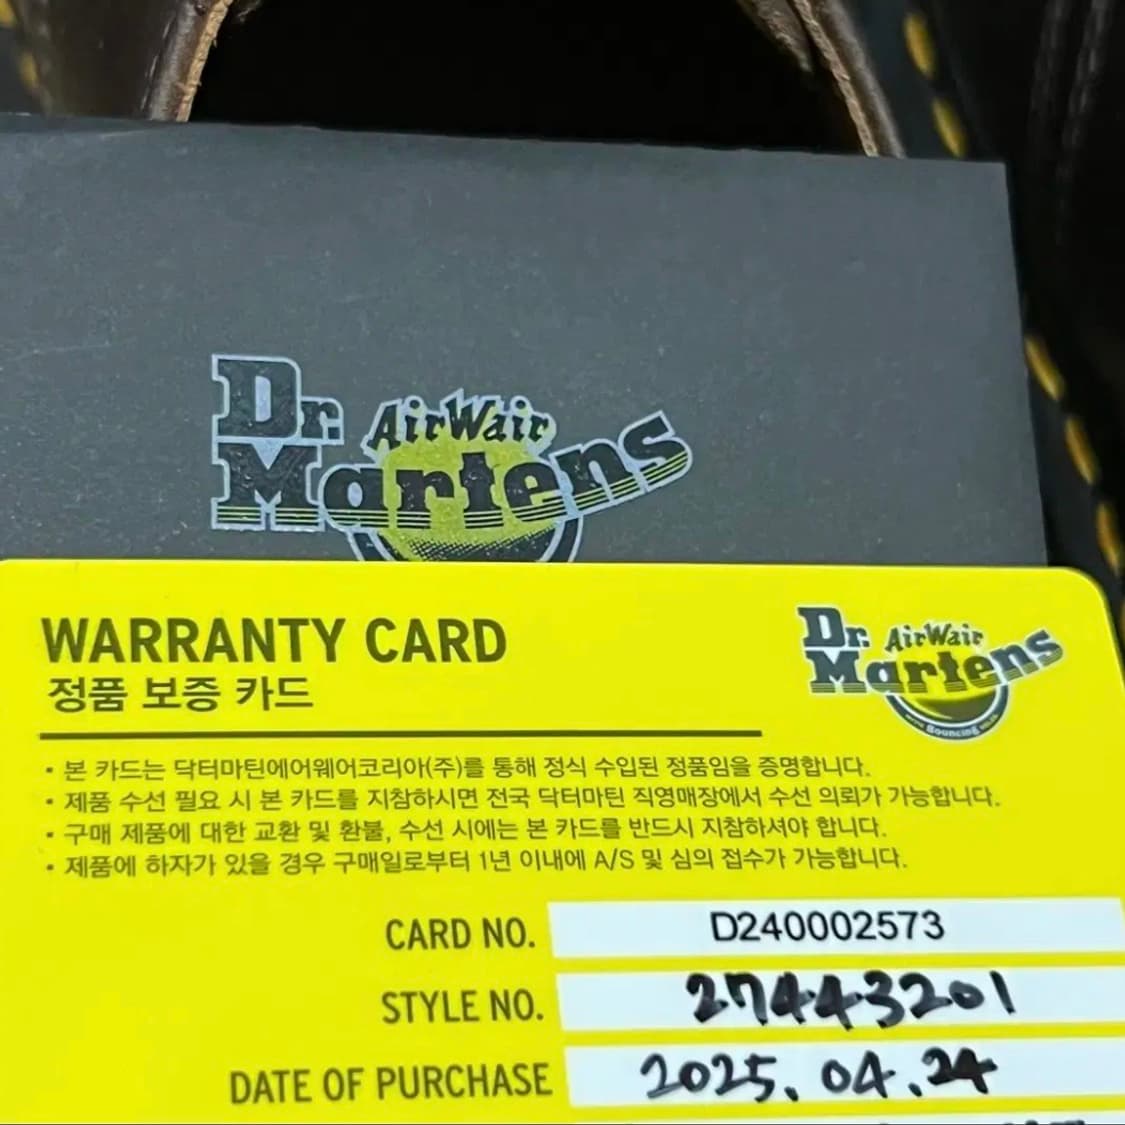 Dr. AirWair
Martens
WARRANTY CARD
정품 보증 카드
Dr. AirWair
Martens
Bouncing
• 본 카드는 닥터마틴에어웨어코리아(주)를 통해 정식 수입된 정품임을 증명합니다.
• 제품 수선 필요 시 본 카드를 지참하시면 전국 닥터마틴 직영매장에서 수선 의뢰가 가능합니다.
• 구매 제품에 대한 교환 및 환불, 수선 시에는 본 카드를 반드시 지참하셔야 합니다.
• 제품에 하자가 있을 경우 구매일로부터 1년 이내에 A/S 및 심의 접수가 가능합니다.
CARD NO. D240002573
STYLE NO. 27443201
DATE OF PURCHASE 2025.04.24